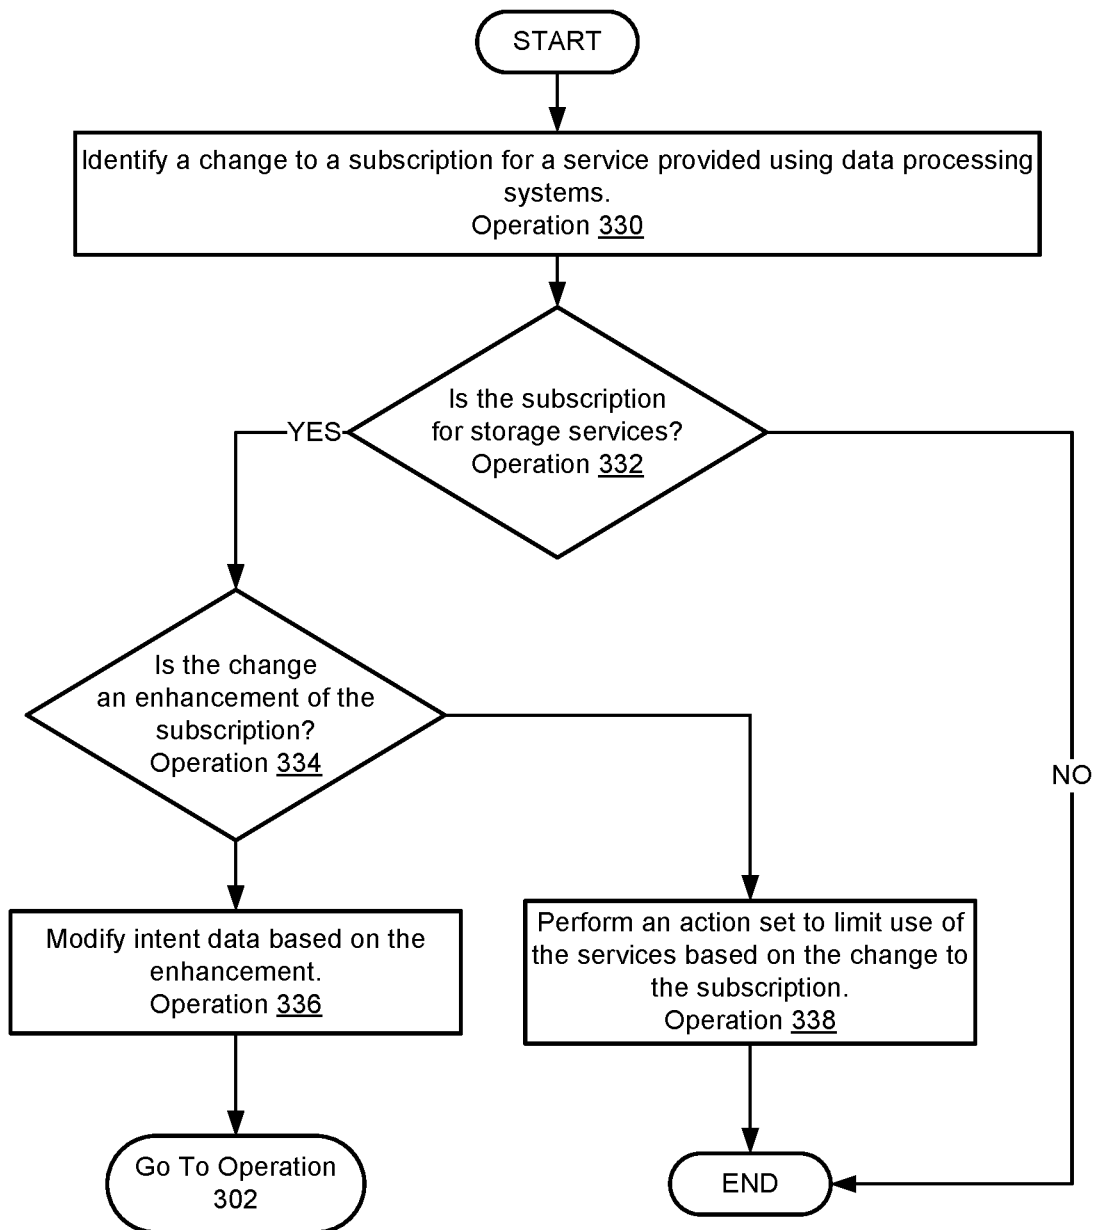 START
Identify a change to a subscription for a service provided using data processing
systems.
Operation 330
Is the subscription
for storage services?
Operation 332
YES
Is the change
an enhancement of the
subscription?
Operation 334
NO
Modify intent data based on the
enhancement.
Operation 336
Perform an action set to limit use of
the services based on the change to
the subscription.
Operation 338
Go To Operation
302
END